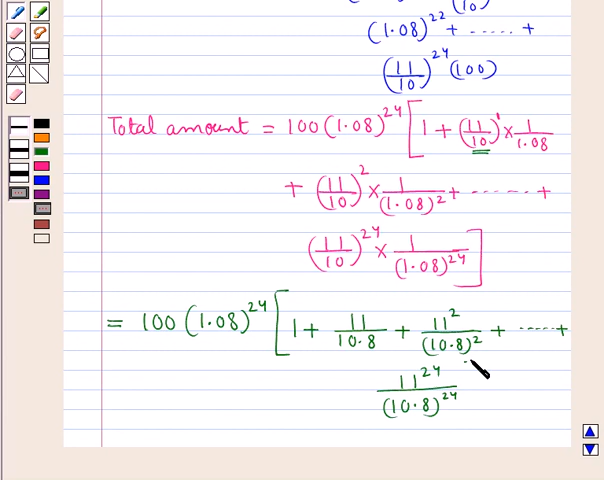 (10)
(1.08)^22 + ..... +
(11/10)^24 (100)
Total amount = 100(1.08)^24 [1 + (11/10)^1 × 1/1.08
+ (11/10)^2 × 1/(1.08)^2 + ...... +
(11/10)^24 × 1/(1.08)^24]
= 100(1.08)^24 [1 + 11/10.8 + 11^2/(10.8)^2 + ..... +
11^24/(10.8)^24